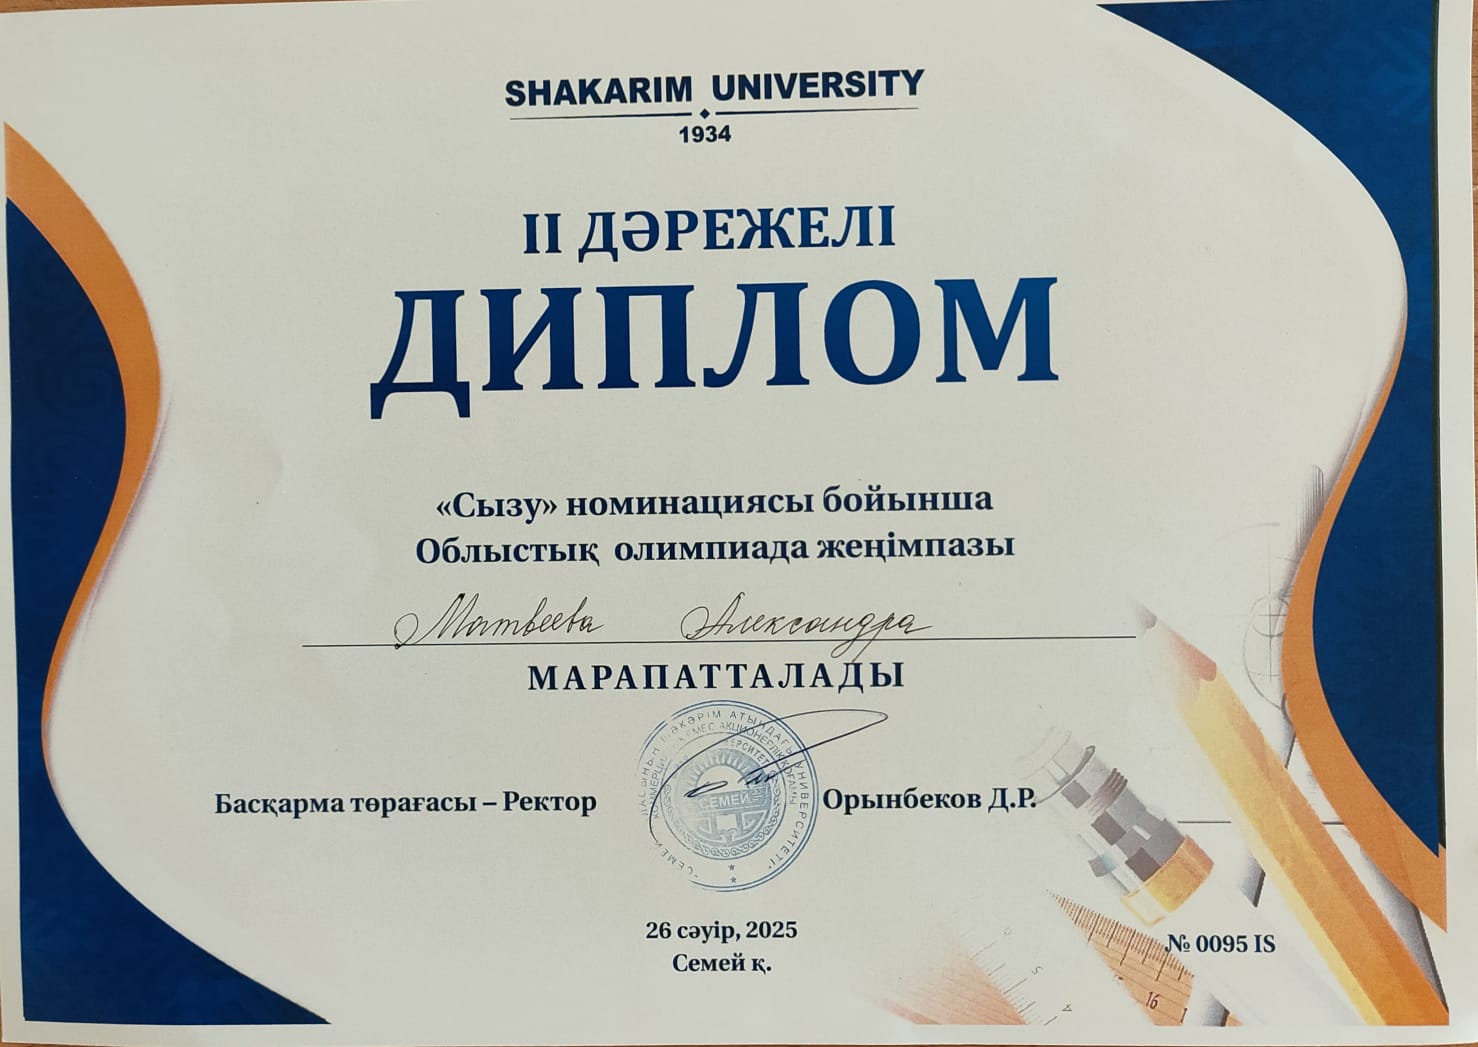 SHAKARIM UNIVERSITY
1934
II ДӘРЕЖЕЛІ
ДИПЛОМ
«Сызу» номинациясы бойынша
Облыстық олимпиада жеңімпазы
Матвеева Александра
МАРАПАТТАЛАДЫ
Басқарма төрағасы – Ректор
СЕМЕЙ
Орынбеков Д.Р.
26 сәуір, 2025
Семей қ.
№ 0095 IS
16